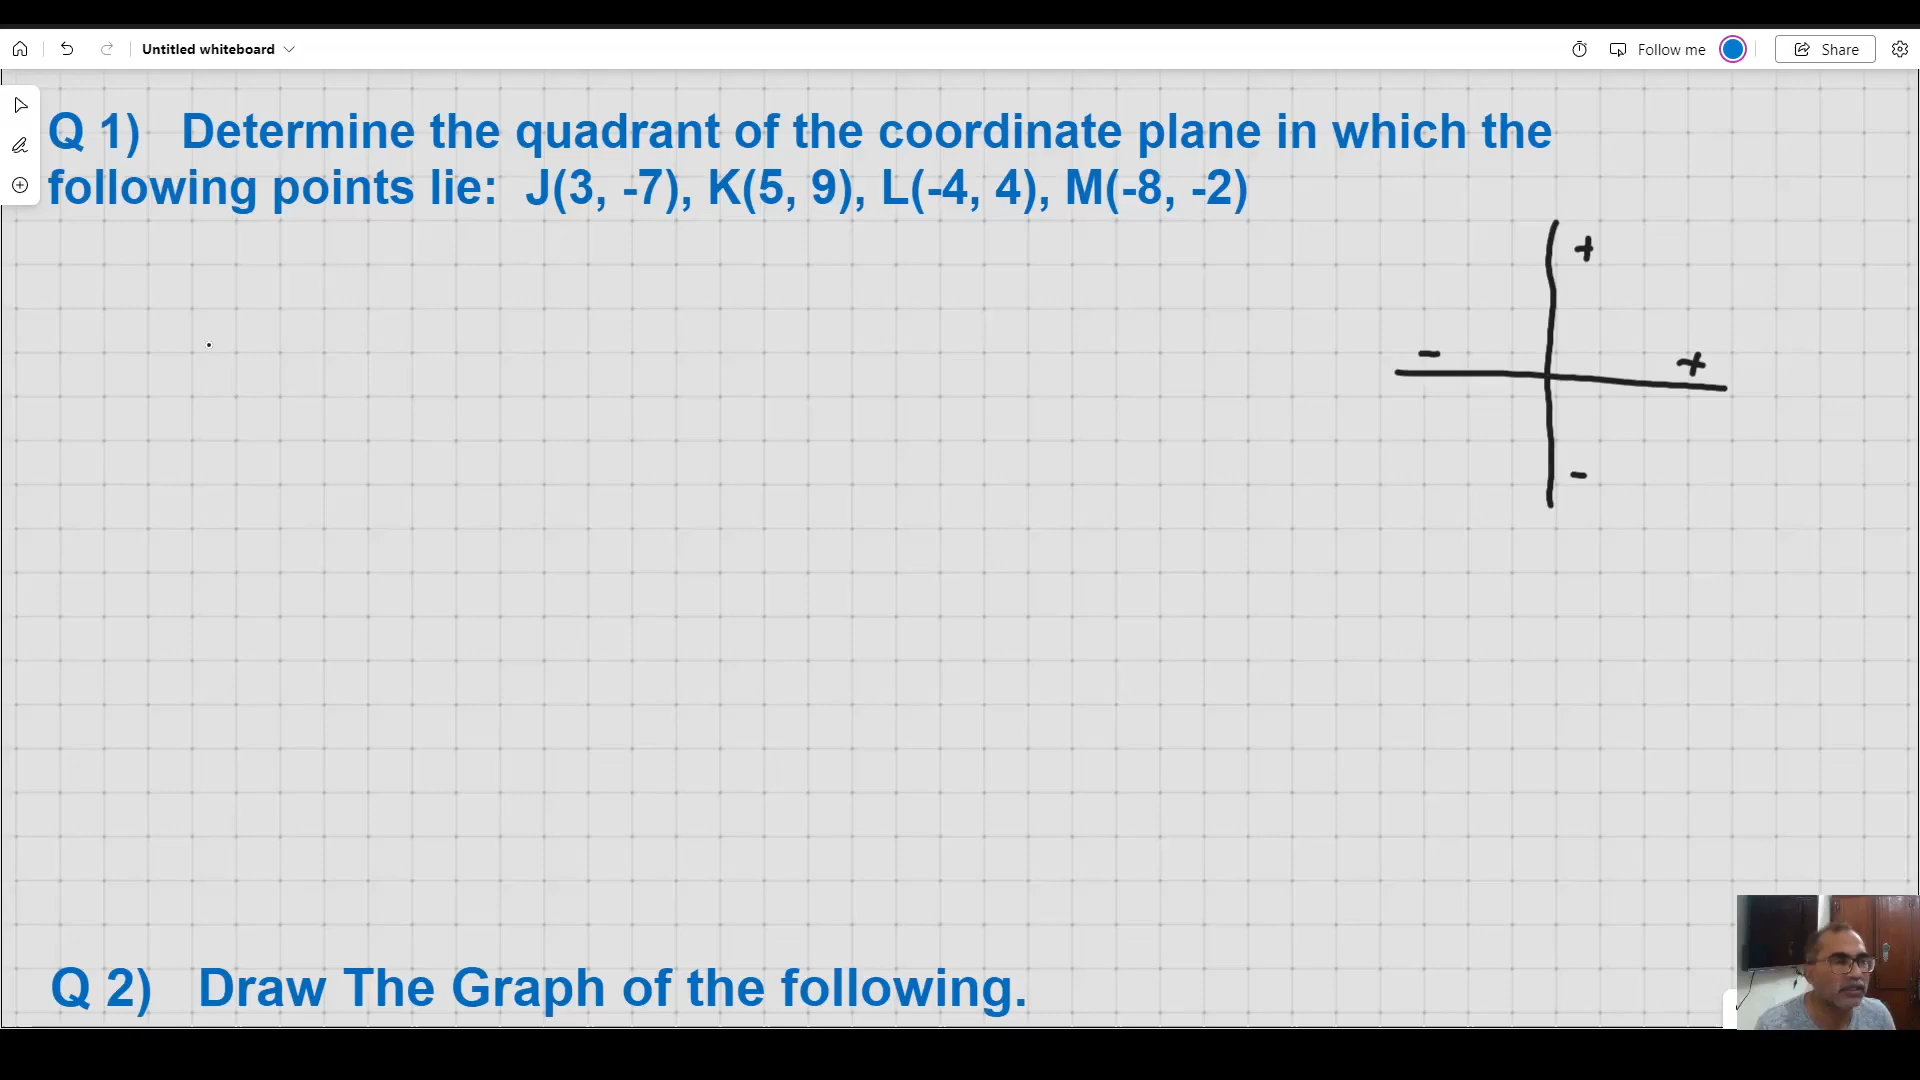 Untitled whiteboard
Follow me
Share
Q 1) Determine the quadrant of the coordinate plane in which the
following points lie: J(3, -7), K(5, 9), L(-4, 4), M(-8, -2)
+
- +
-
Q 2) Draw The Graph of the following.